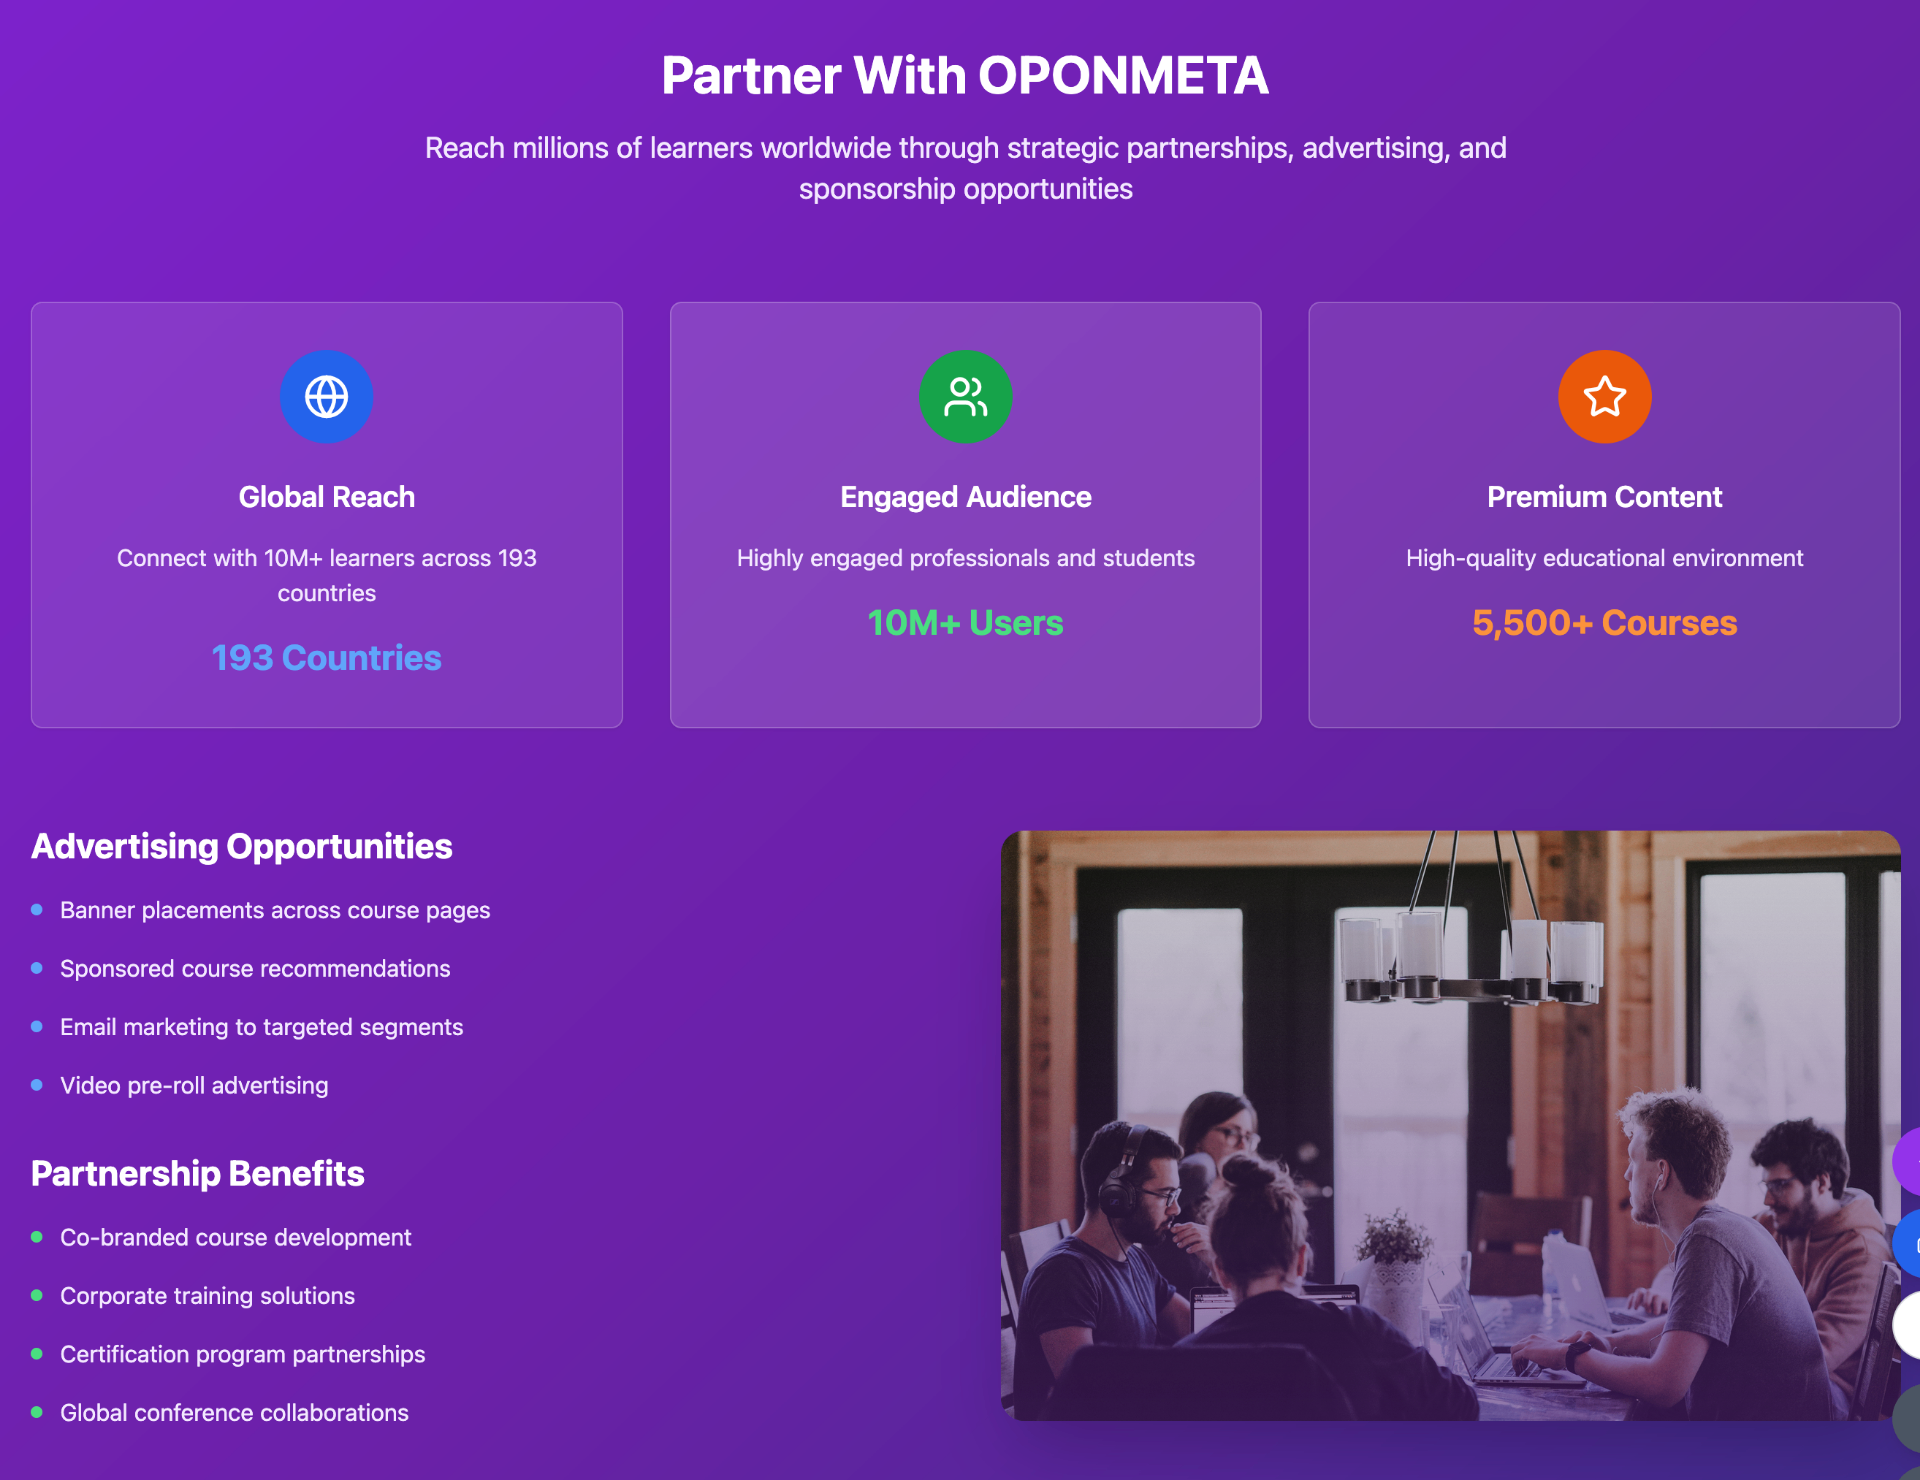 Partner With OPONMETA
Reach millions of learners worldwide through strategic partnerships, advertising, and
sponsorship opportunities
Global Reach
Connect with 10M+ learners across 193
countries
193 Countries
Engaged Audience
Highly engaged professionals and students
10M+ Users
Premium Content
High-quality educational environment
5,500+ Courses
Advertising Opportunities
Banner placements across course pages
Sponsored course recommendations
Email marketing to targeted segments
Video pre-roll advertising
Partnership Benefits
Co-branded course development
Corporate training solutions
Certification program partnerships
Global conference collaborations